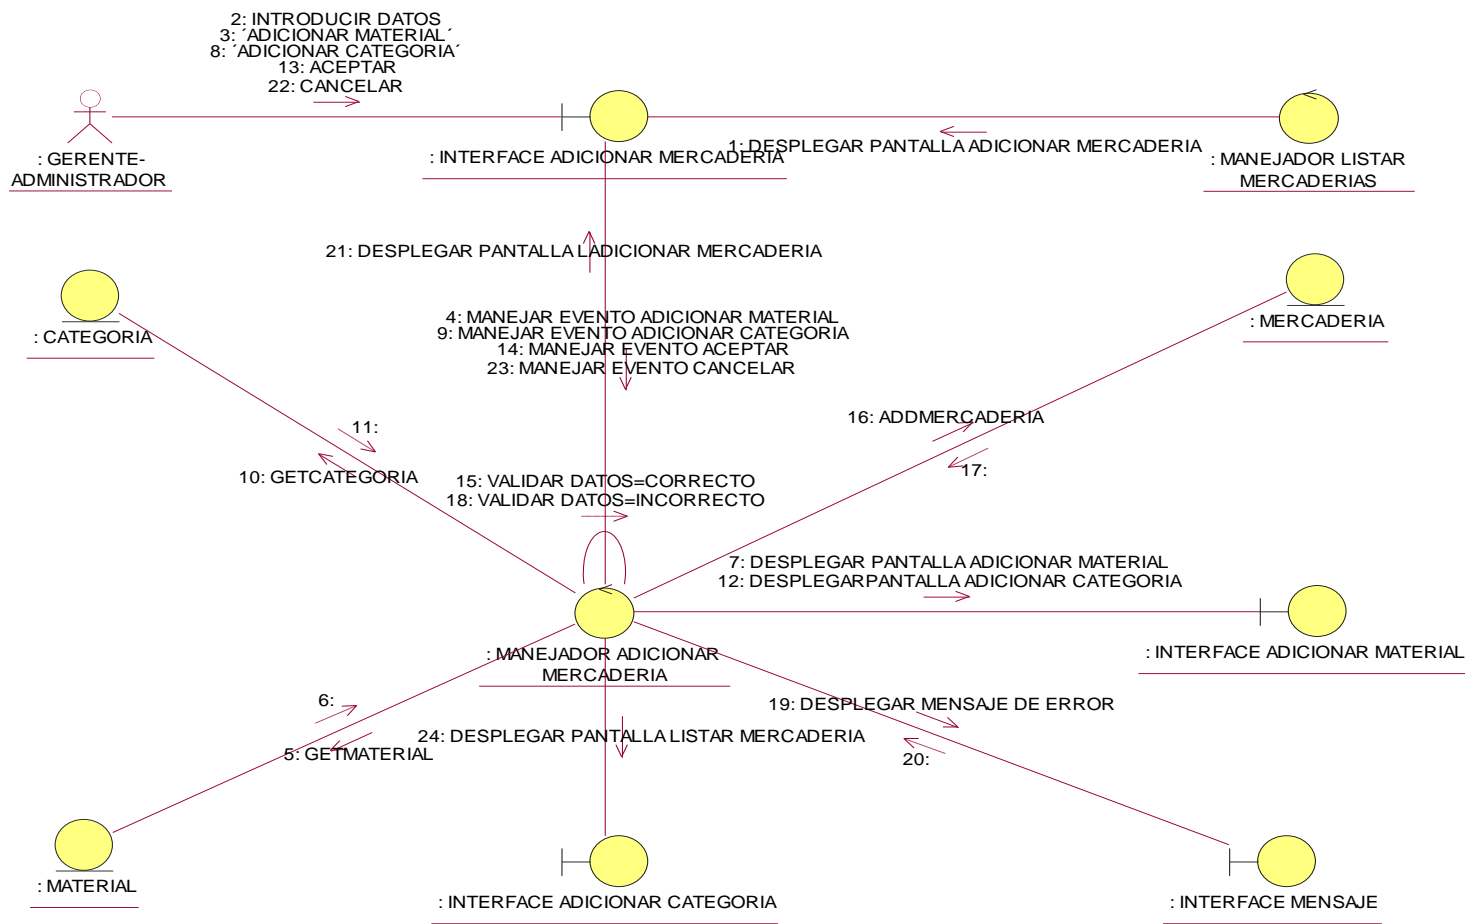 2: INTRODUCIR DATOS
3: ´ADICIONAR MATERIAL´
8: ´ADICIONAR CATEGORIA´
13: ACEPTAR
22: CANCELAR
: GERENTE-
ADMINISTRADOR
: INTERFACE ADICIONAR MERCADERIA
1: DESPLEGAR PANTALLA ADICIONAR MERCADERIA
: MANEJADOR LISTAR
MERCADERIAS
21: DESPLEGAR PANTALLA LADICIONAR MERCADERIA
: CATEGORIA
4: MANEJAR EVENTO ADICIONAR MATERIAL
9: MANEJAR EVENTO ADICIONAR CATEGORIA
14: MANEJAR EVENTO ACEPTAR
23: MANEJAR EVENTO CANCELAR
: MERCADERIA
16: ADDMERCADERIA
17:
11:
10: GETCATEGORIA
15: VALIDAR DATOS=CORRECTO
18: VALIDAR DATOS=INCORRECTO
7: DESPLEGAR PANTALLA ADICIONAR MATERIAL
12: DESPLEGARPANTALLA ADICIONAR CATEGORIA
: MANEJADOR ADICIONAR
MERCADERIA
: INTERFACE ADICIONAR MATERIAL
6:
5: GETMATERIAL
19: DESPLEGAR MENSAJE DE ERROR
24: DESPLEGAR PANTALLA LISTAR MERCADERIA
20:
: MATERIAL
: INTERFACE ADICIONAR CATEGORIA
: INTERFACE MENSAJE